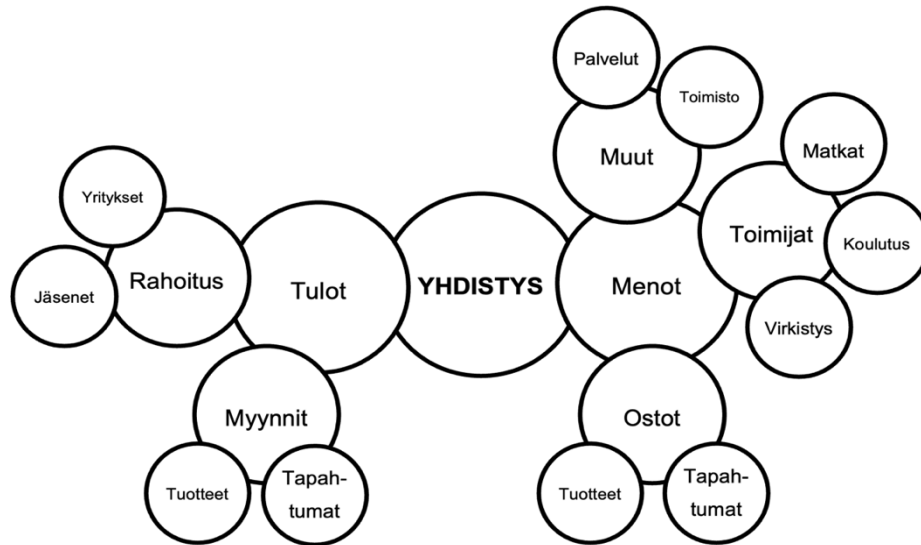 Palvelut
Toimisto
Muut
Matkat
Toimijat
Koulutus
Virkistys
Yritykset
Jäsenet
Rahoitus
Tulot
YHDISTYS
Menot
Myynnit
Tuotteet
Tapah-
tumat
Ostot
Tuotteet
Tapah-
tumat